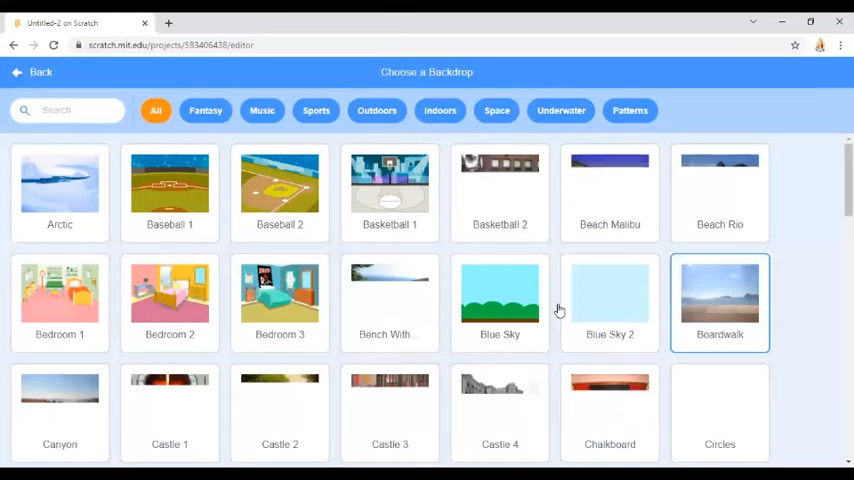 Untitled-2 on Scratch
scratch.mit.edu/projects/583406438/editor
Back
Choose a Backdrop
Search
All
Fantasy
Music
Sports
Outdoors
Indoors
Space
Underwater
Patterns
Arctic
Baseball 1
Baseball 2
Basketball 1
Basketball 2
Beach Malibu
Beach Rio
Bedroom 1
Bedroom 2
Bedroom 3
Bench With...
Blue Sky
Blue Sky 2
Boardwalk
Canyon
Castle 1
Castle 2
Castle 3
Castle 4
Chalkboard
Circles